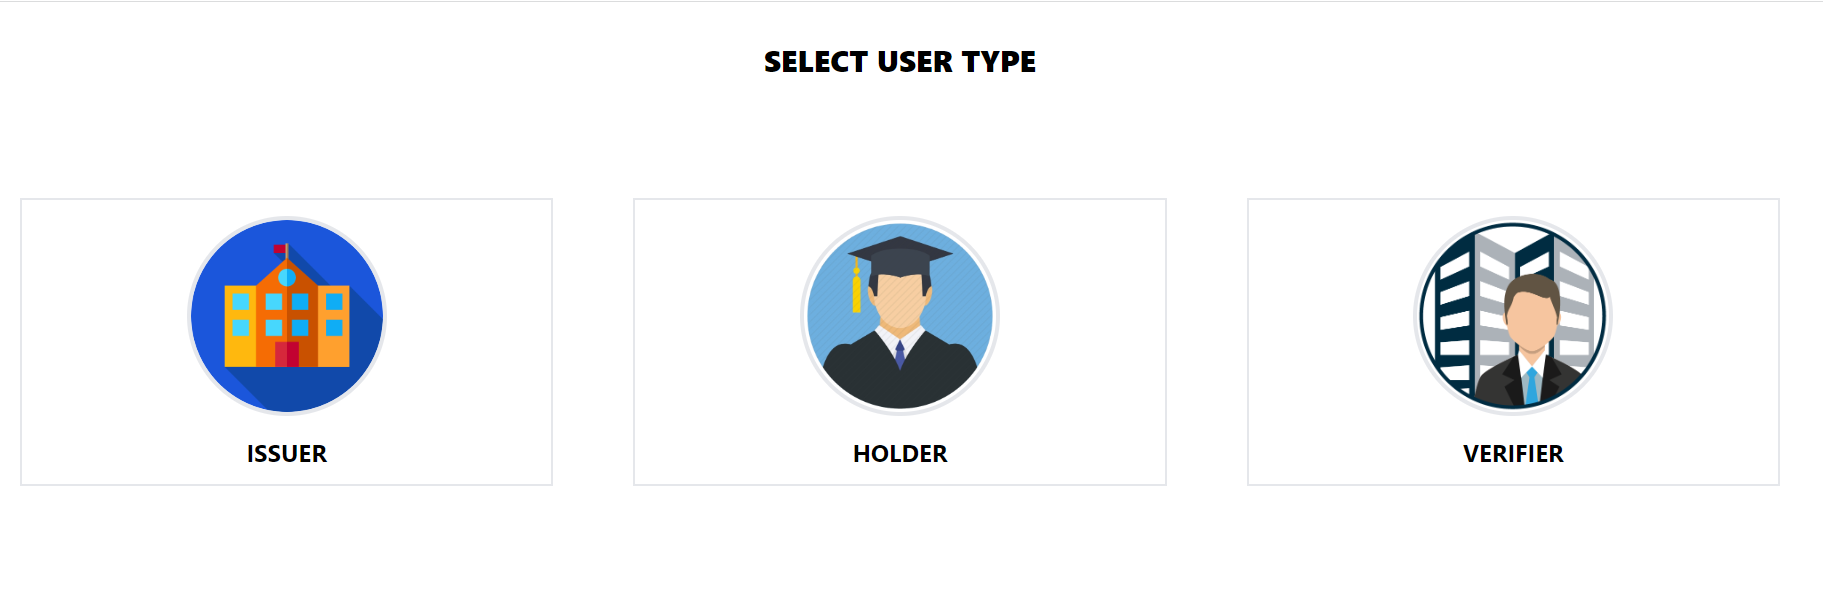 SELECT USER TYPE
ISSUER
HOLDER
VERIFIER